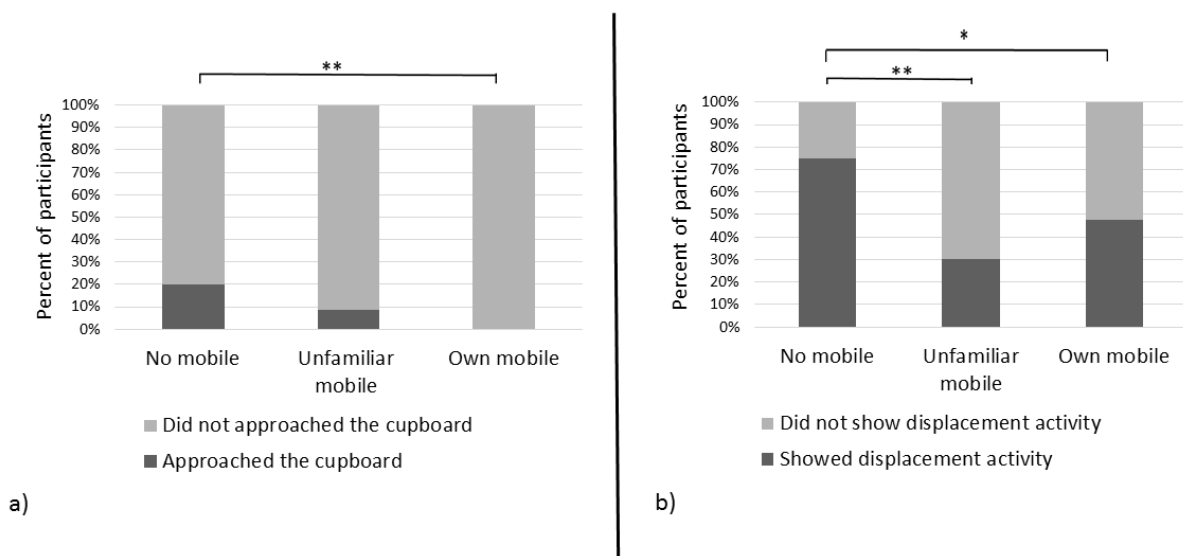 **
100%
90%
80%
70%
60%
50%
40%
30%
20%
10%
0%
Percent of participants
No mobile
Unfamiliar
mobile
Own mobile
Did not approached the cupboard
Approached the cupboard
a)
*
**
100%
90%
80%
70%
60%
50%
40%
30%
20%
10%
0%
Percent of participants
No mobile
Unfamiliar
mobile
Own mobile
Did not show displacement activity
Showed displacement activity
b)